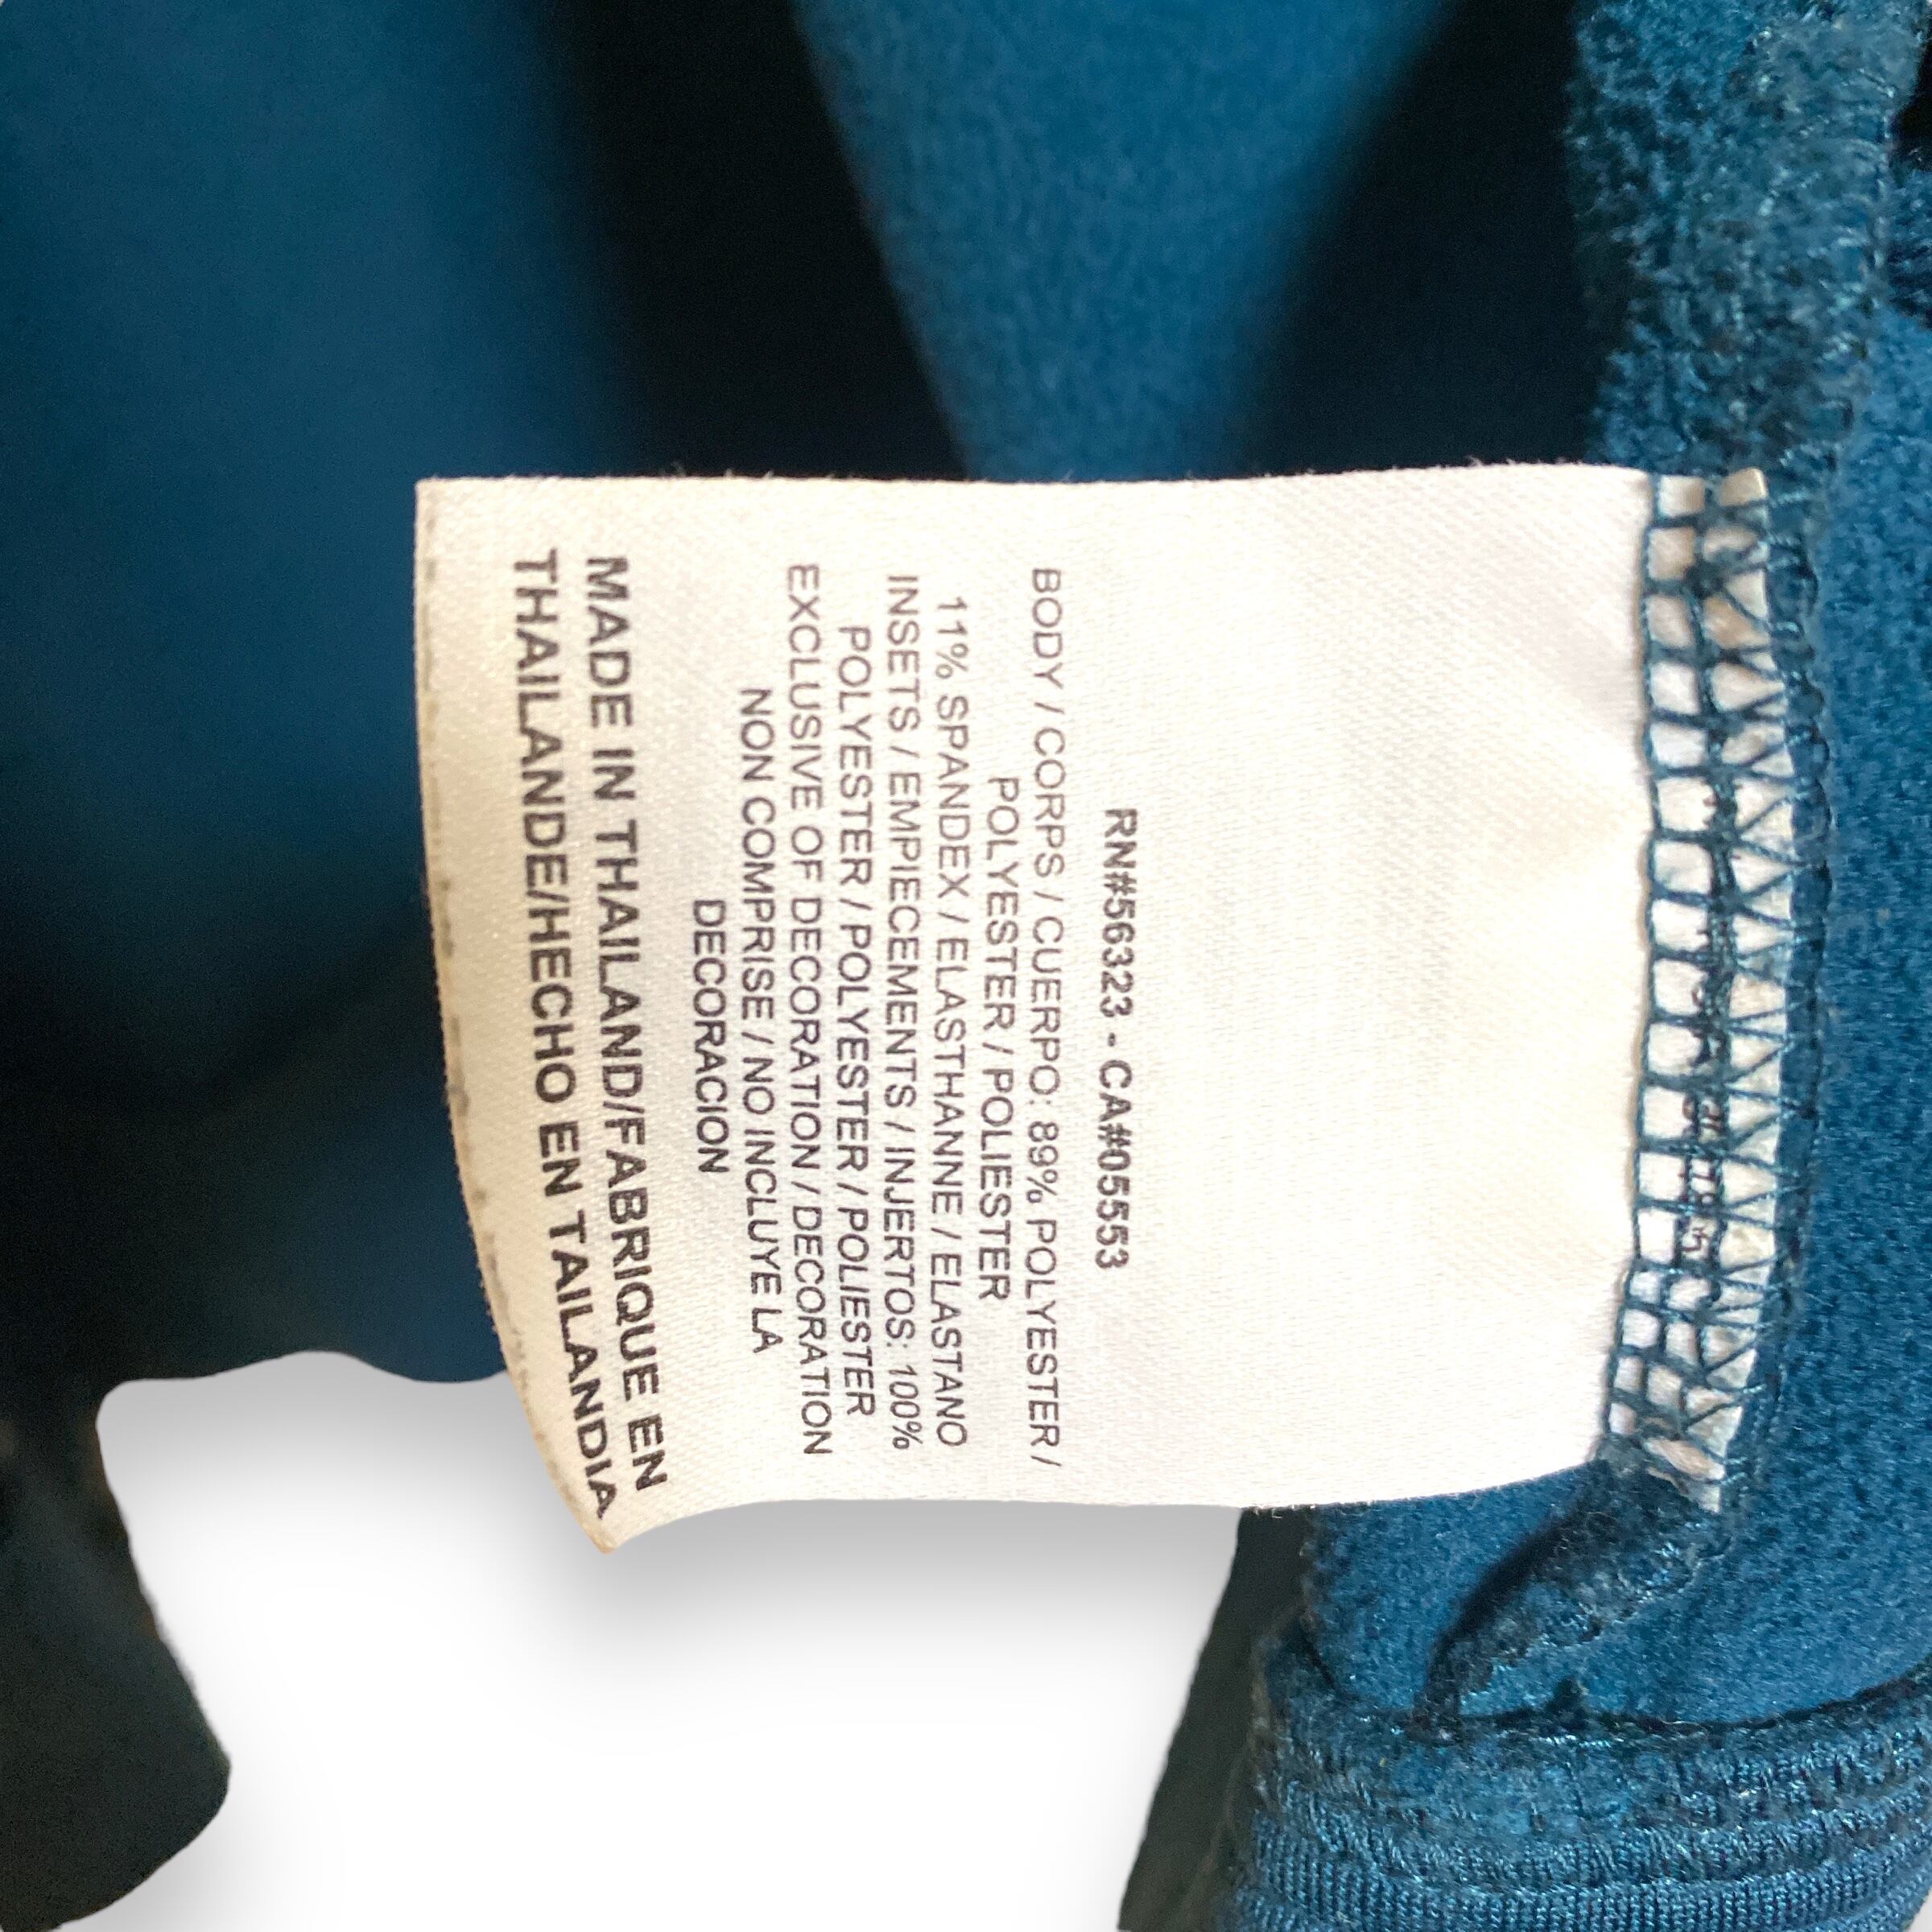 RN#56323 - CA#05553
BODY / CORPS / CUERPO: 89% POLYESTER /
POLYESTER / POLIESTER
11% SPANDEX / ELASTHANNE / ELASTANO
INSETS / EMPIECEMENTS / INJERTOS: 100%
POLYESTER / POLYESTER / POLIESTER
EXCLUSIVE OF DECORATION / DECORATION
NON COMPRISE / NO INCLUYE LA
DECORACION
MADE IN THAILAND/FABRIQUE EN
THAILANDE/HECHO EN TAILANDIA